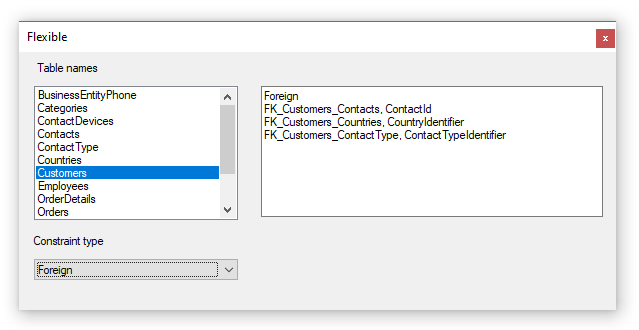 Flexible
x
Table names
BusinessEntityPhone
Categories
ContactDevices
Contacts
ContactType
Countries
Customers
Employees
OrderDetails
Orders
Foreign
FK_Customers_Contacts, ContactId
FK_Customers_Countries, CountryIdentifier
FK_Customers_ContactType, ContactTypeIdentifier
Constraint type
Foreign